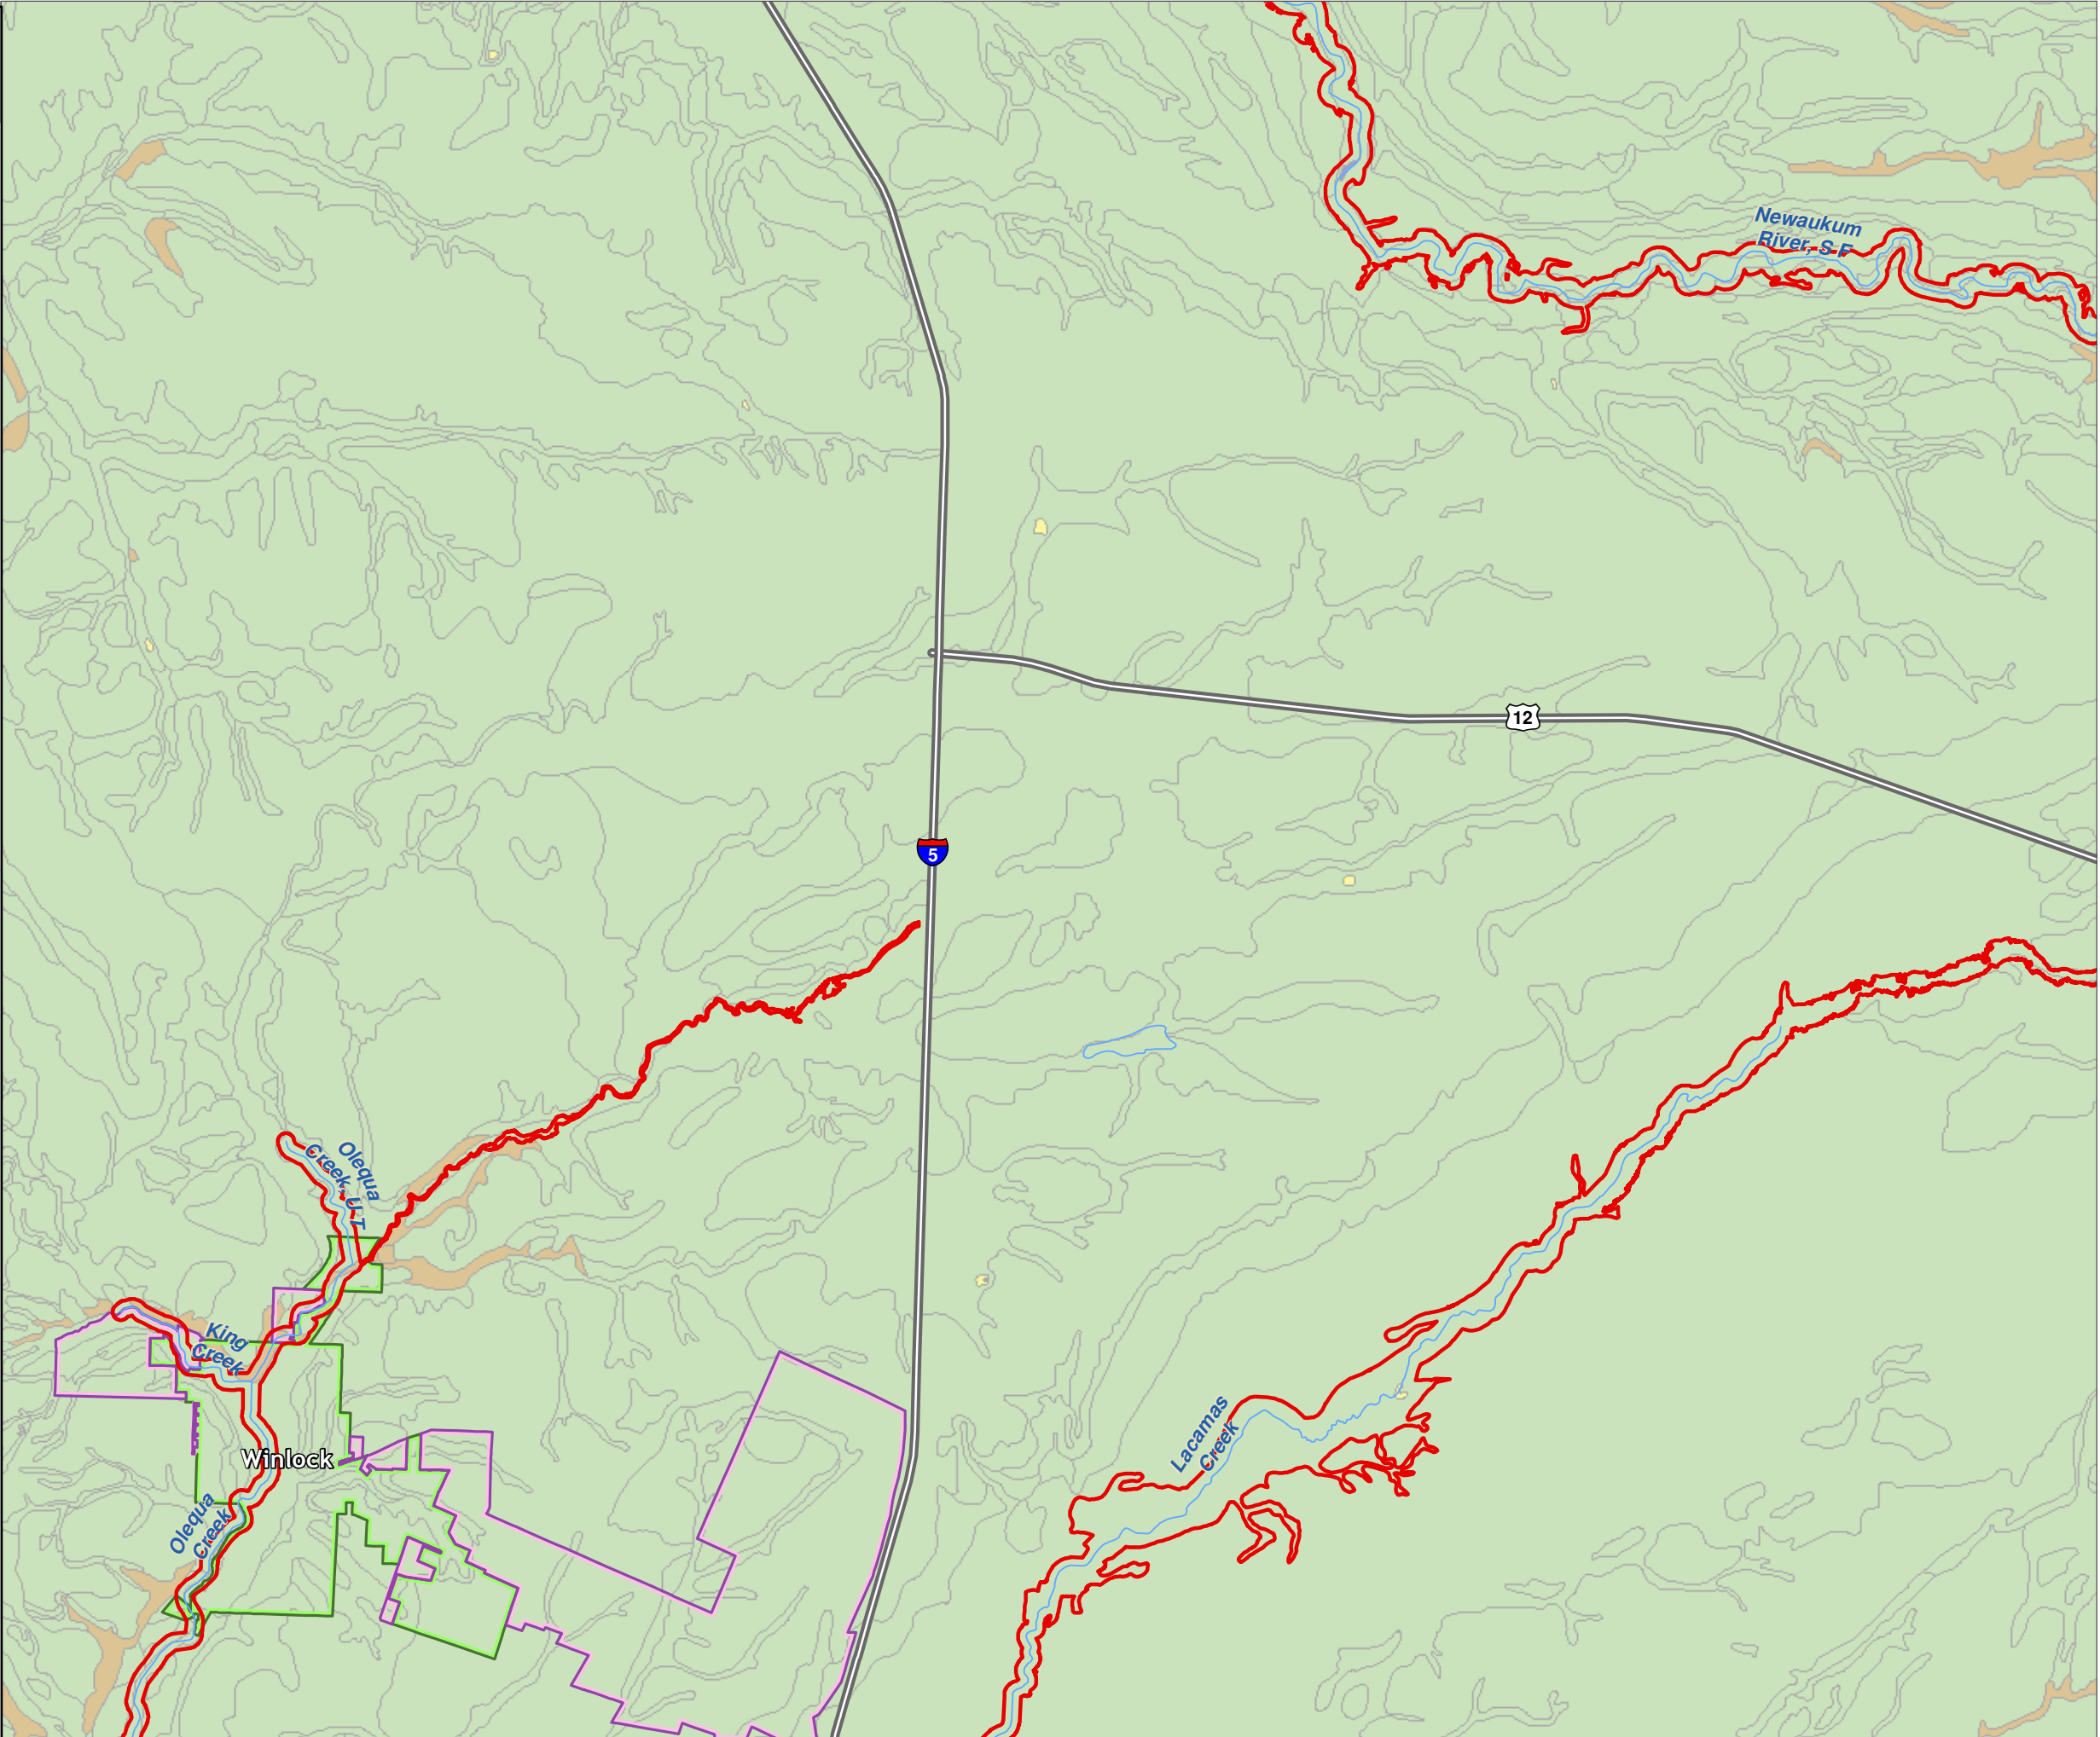 Newaukum
River, S F
12
5
Olequa
Creek, U T
King
Creek
Lacamas
Creek
Winlock
Olequa
Creek